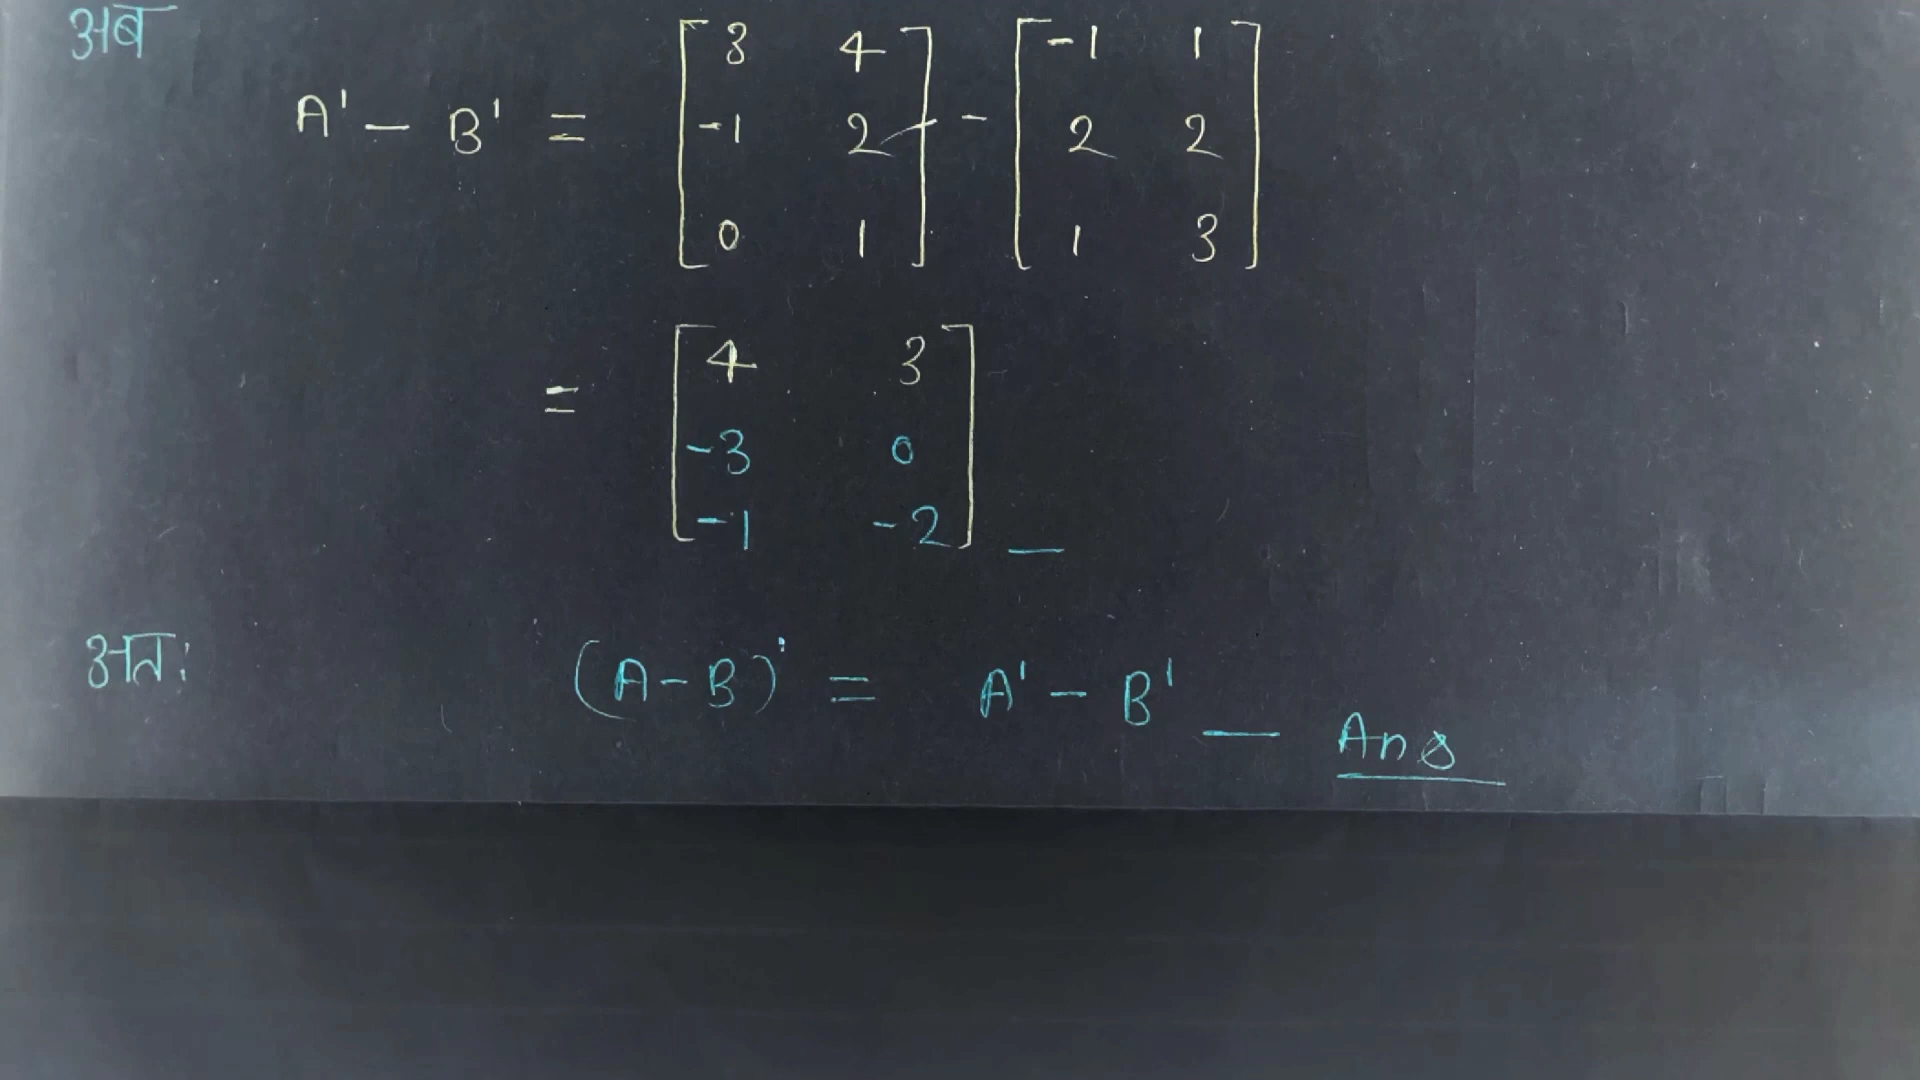 अब
A' - B' = [3 4 -1 2 0 1] - [-1 1 2 2 1 3]
= [4 3 -3 0 -1 -2] —
अतः (A-B)' = A' - B' — Ans